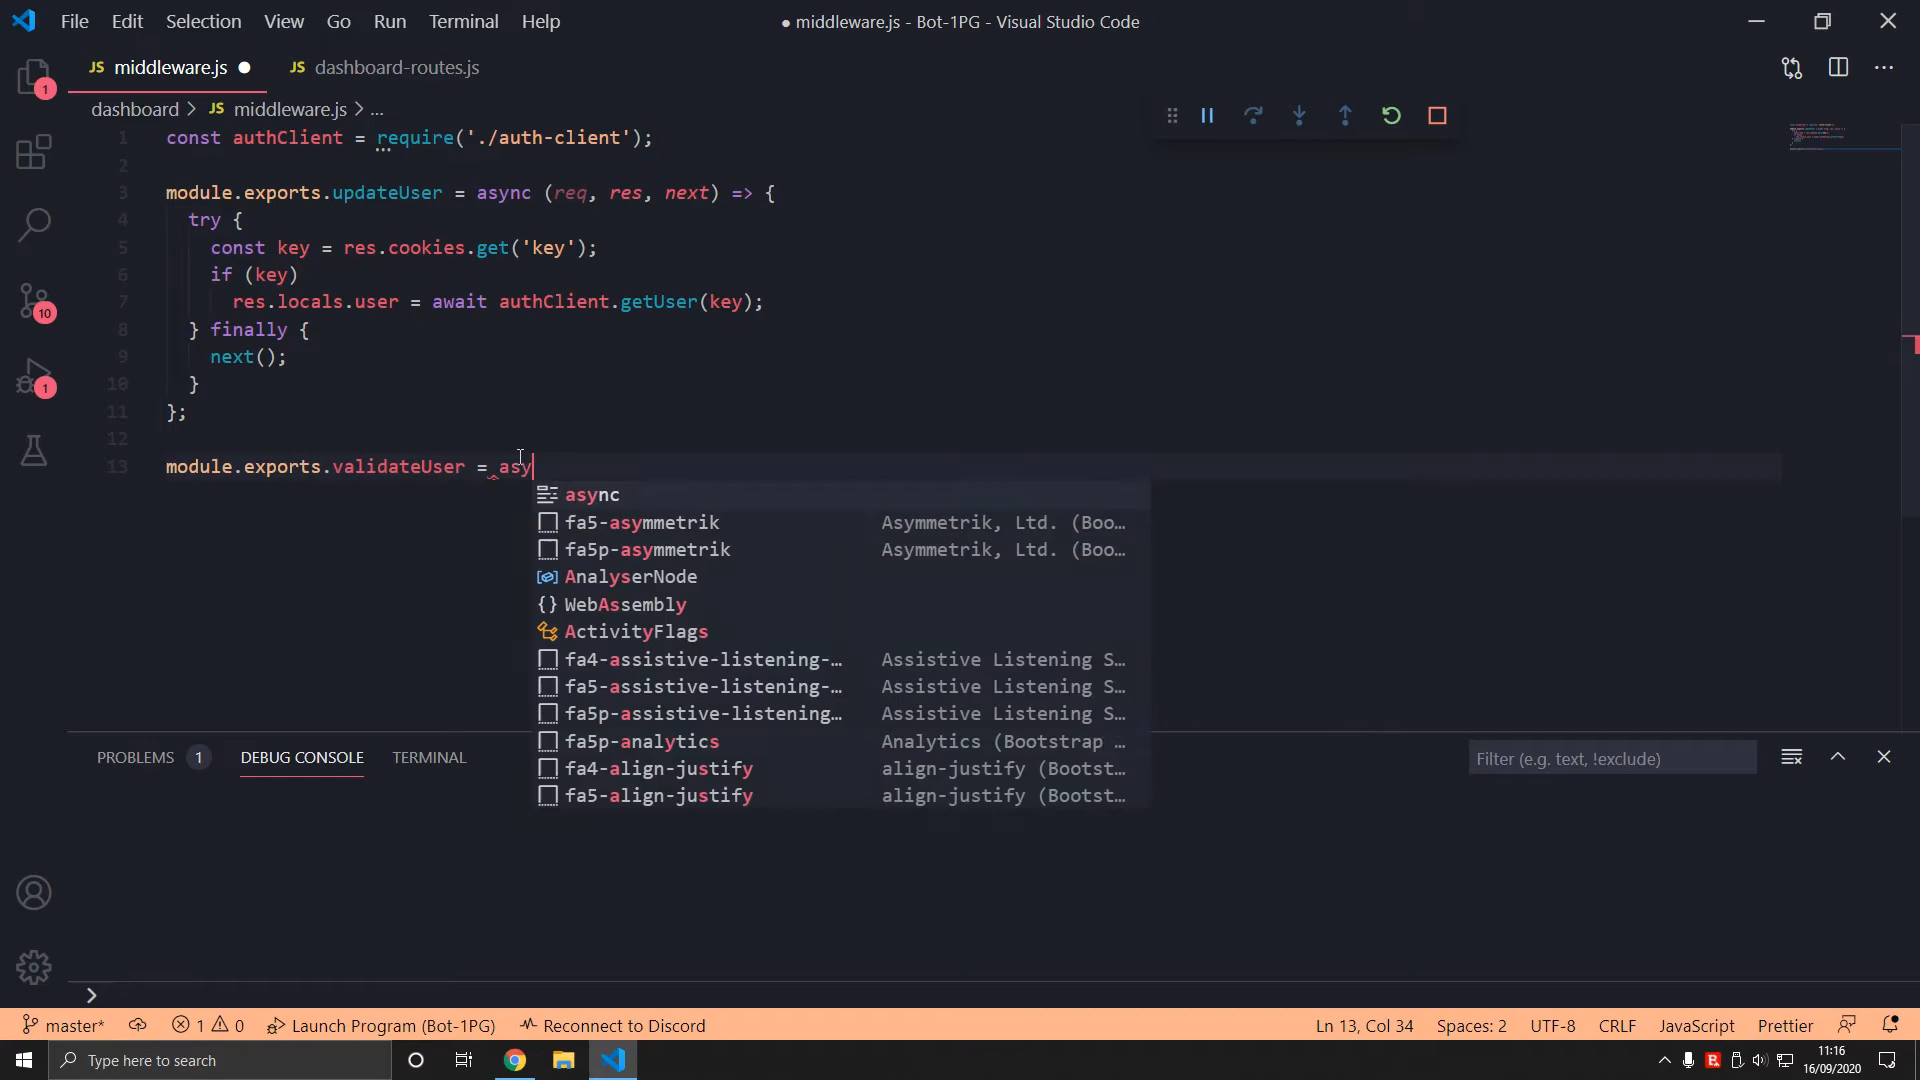 File Edit Selection View Go Run Terminal Help
● middleware.js - Bot-1PG - Visual Studio Code
JS middleware.js ●
JS dashboard-routes.js
dashboard > JS middleware.js > ...
1 const authClient = require('./auth-client');
2
3 module.exports.updateUser = async (req, res, next) => {
4 try {
5 const key = res.cookies.get('key');
6 if (key)
7 res.locals.user = await authClient.getUser(key);
8 } finally {
9 next();
10 }
11 };
12
13 module.exports.validateUser = asy
async
fa5-asymmetrik Asymmetrik, Ltd. (Boo…
fa5p-asymmetrik Asymmetrik, Ltd. (Boo…
AnalyserNode
{} WebAssembly
ActivityFlags
fa4-assistive-listening-… Assistive Listening S…
fa5-assistive-listening-… Assistive Listening S…
fa5p-assistive-listening… Assistive Listening S…
fa5p-analytics Analytics (Bootstrap …
fa4-align-justify align-justify (Bootst…
fa5-align-justify align-justify (Bootst…
1
10
1
PROBLEMS 1 DEBUG CONSOLE TERMINAL
Filter (e.g. text, !exclude)
>
master* 1 0 Launch Program (Bot-1PG) Reconnect to Discord
Ln 13, Col 34 Spaces: 2 UTF-8 CRLF JavaScript Prettier
Type here to search
11:16
16/09/2020